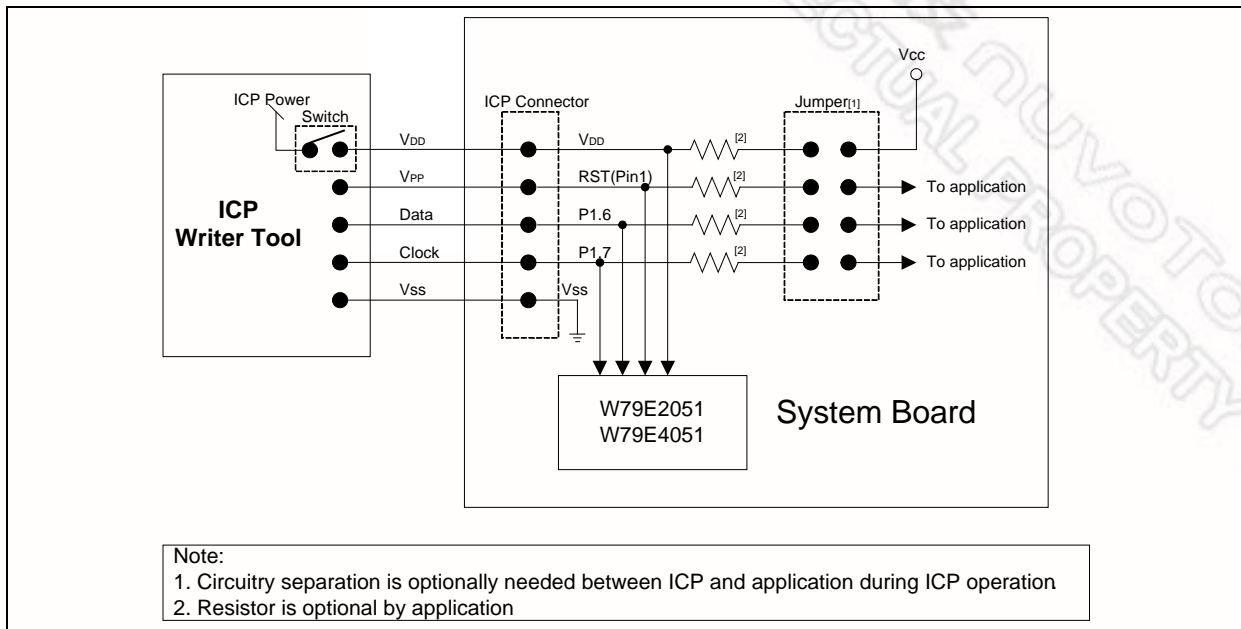 ECTUAL PROPERTY
nuvoTon
Vcc
ICP Power
Switch
ICP Connector
Jumper[1]
VDD
VDD
[2]
VPP
RST(Pin1)
[2]
To application
ICP
Writer Tool
Data
P1.6
[2]
To application
Clock
P1.7
[2]
To application
Vss
Vss
W79E2051
W79E4051
System Board
Note:
1. Circuitry separation is optionally needed between ICP and application during ICP operation.
2. Resistor is optional by application